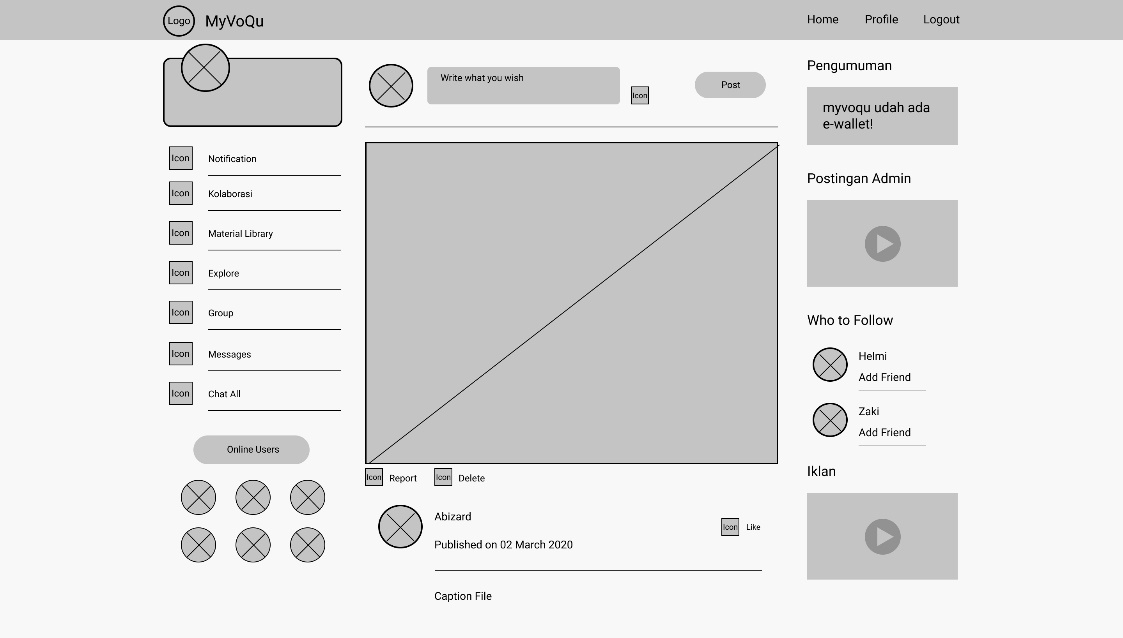 Logo
MyVoQu
Home
Profile
Logout
Icon
Notification
Icon
Kolaborasi
Icon
Material Library
Icon
Explore
Icon
Group
Icon
Messages
Icon
Chat All
Online Users
Write what you wish
Icon
Post
Icon
Report
Icon
Delete
Abizard
Published on 02 March 2020
Icon
Like
Caption File
Pengumuman
myvoqu udah ada
e-wallet!
Postingan Admin
Who to Follow
Helmi
Add Friend
Zaki
Add Friend
Iklan